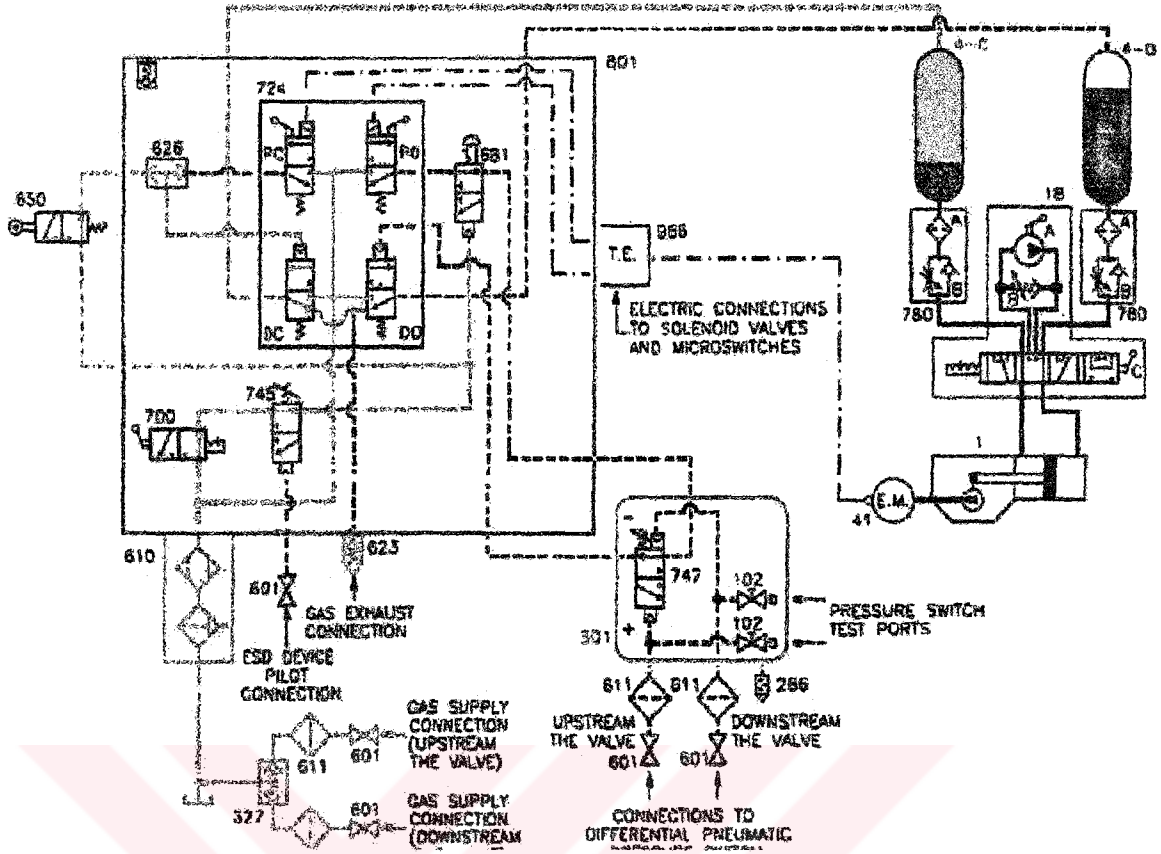 4-C
4-D
801
724
PC
PO
681
626
650
DC
DO
986
T.E.
ELECTRIC CONNECTIONS
TO SOLENOID VALVES
AND MICROSWITCHES
18
A
A
A
B
B
B
780
780
C
745
700
1
E.M.
41
610
623
601
GAS EXHAUST
CONNECTION
ESD DEVICE
PILOT
CONNECTION
-
747
102
102
+
301
PRESSURE SWITCH
TEST PORTS
611
611
286
UPSTREAM
THE VALVE
DOWNSTREAM
THE VALVE
601
601
CONNECTIONS TO
DIFFERENTIAL PNEUMATIC
GAS SUPPLY
CONNECTION
(UPSTREAM
THE VALVE)
611
601
327
601
GAS SUPPLY
CONNECTION
(DOWNSTREAM